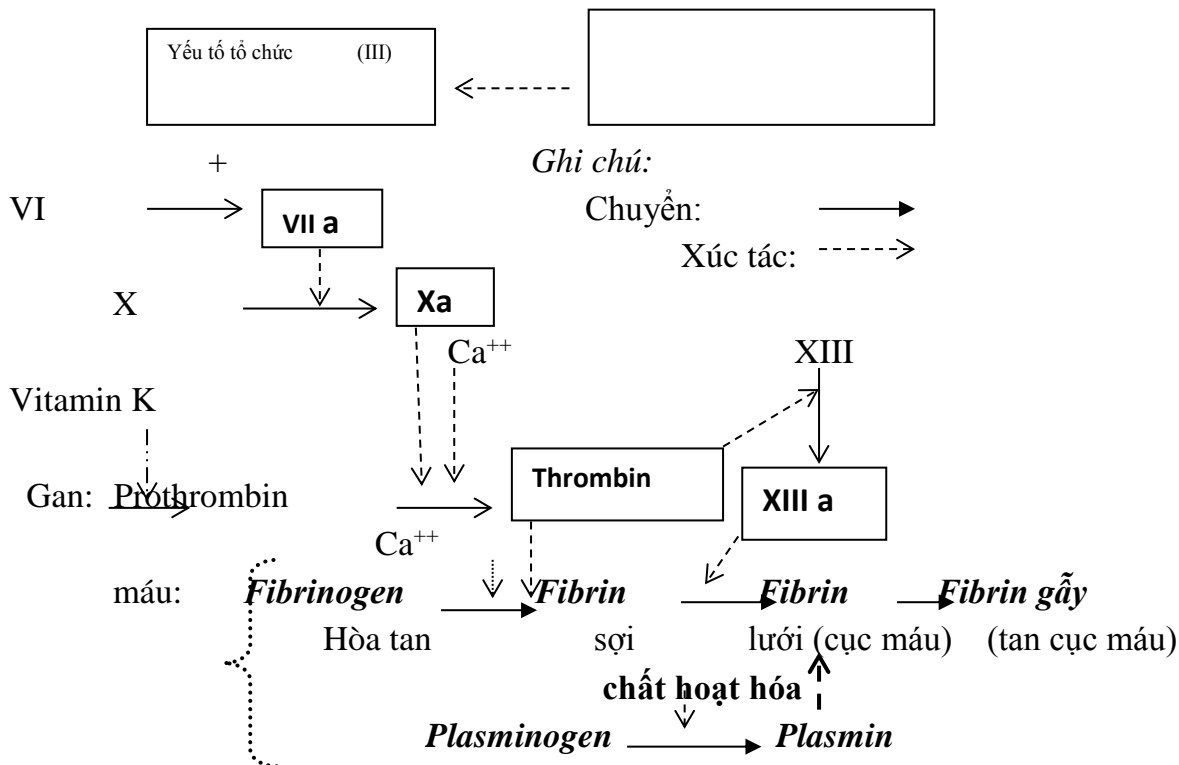 Yếu tố tổ chức (III)
+ Ghi chú:
VI VII a Chuyển:
Xúc tác:
X Xa
Ca⁺⁺ XIII
Vitamin K
Thrombin
Gan: Prothrombin XIII a
Ca⁺⁺
máu: Fibrinogen Fibrin Fibrin Fibrin gẫy
Hòa tan sợi lưới (cục máu) (tan cục máu)
chất hoạt hóa
Plasminogen Plasmin